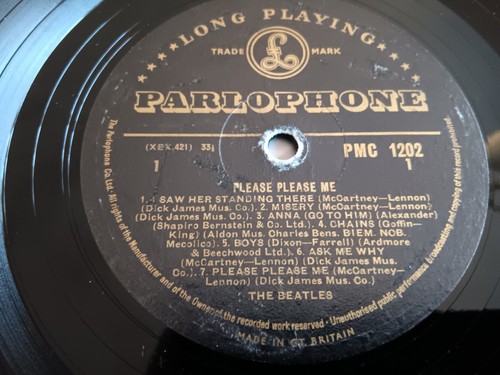 LONG PLAYING
TRADE MARK
PARLOPHONE
(XEX.421) 33⅓
1
PMC 1202
1
PLEASE PLEASE ME
1. I SAW HER STANDING THERE (McCartney—Lennon)
(Dick James Mus. Co.) 2. MISERY (McCartney—Lennon)
(Dick James Mus. Co.) 3. ANNA (GO TO HIM) (Alexander)
(Shapiro Bernstein & Co. Ltd.) 4. CHAINS (Goffin—
King) (Aldon Mus. Charles Bens. BIEM. NCB.
Mecolico). 5. BOYS (Dixon—Farrell) (Ardmore
& Beechwood Ltd.). 6. ASK ME WHY
(McCartney—Lennon) (Dick James Mus.
Co.). 7. PLEASE PLEASE ME (McCartney—
Lennon) (Dick James Mus. Co.)
THE BEATLES
The Parlophone Co. Ltd. All rights of the Manufacturer and of the Owner of the recorded work reserved - Unauthorised public performance broadcasting and copying of this record prohibited.
MADE IN GT. BRITAIN